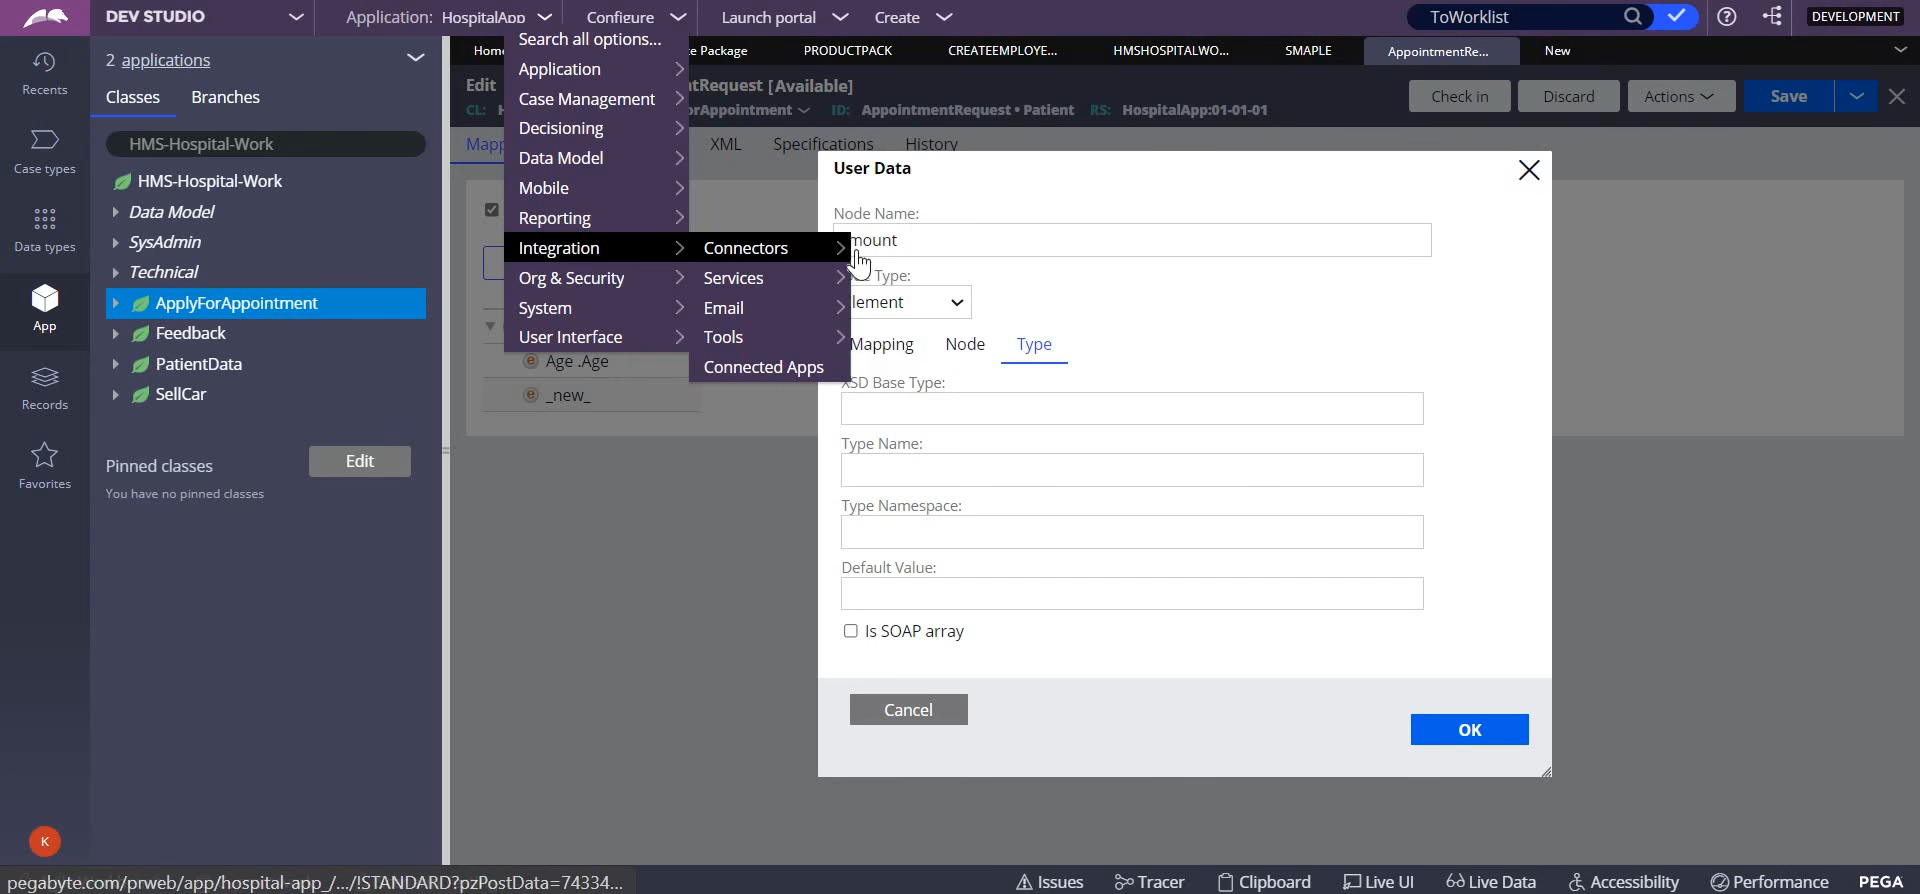 DEV STUDIO
Application: HospitalApp
Configure
Launch portal
Create
ToWorklist
DEVELOPMENT
Recents
Case types
Data types
App
Records
Favorites
K
2 applications
Classes
Branches
HMS-Hospital-Work
HMS-Hospital-Work
Data Model
SysAdmin
Technical
ApplyForAppointment
Feedback
PatientData
SellCar
Pinned classes
Edit
You have no pinned classes
Search all options...
Application
Case Management
Decisioning
Data Model
Mobile
Reporting
Integration
Org & Security
System
User Interface
Connectors
Services
Email
Tools
Connected Apps
Package
PRODUCTPACK
CREATEEMPLOYE...
HMSHOSPITALWO...
SMAPLE
AppointmentRe...
New
Edit
[Available]
CL:
ID: AppointmentRequest • Patient RS: HospitalApp:01-01-01
Check in
Discard
Actions
Save
XML
Specifications
History
Age .Age
_new_
User Data
Node Name:
mount
Type:
lement
Mapping
Node
Type
XSD Base Type:
Type Name:
Type Namespace:
Default Value:
Is SOAP array
Cancel
OK
pegabyte.com/prweb/app/hospital-app_/.../!STANDARD?pzPostData=74334...
Issues
Tracer
Clipboard
Live UI
Live Data
Accessibility
Performance
PEGA